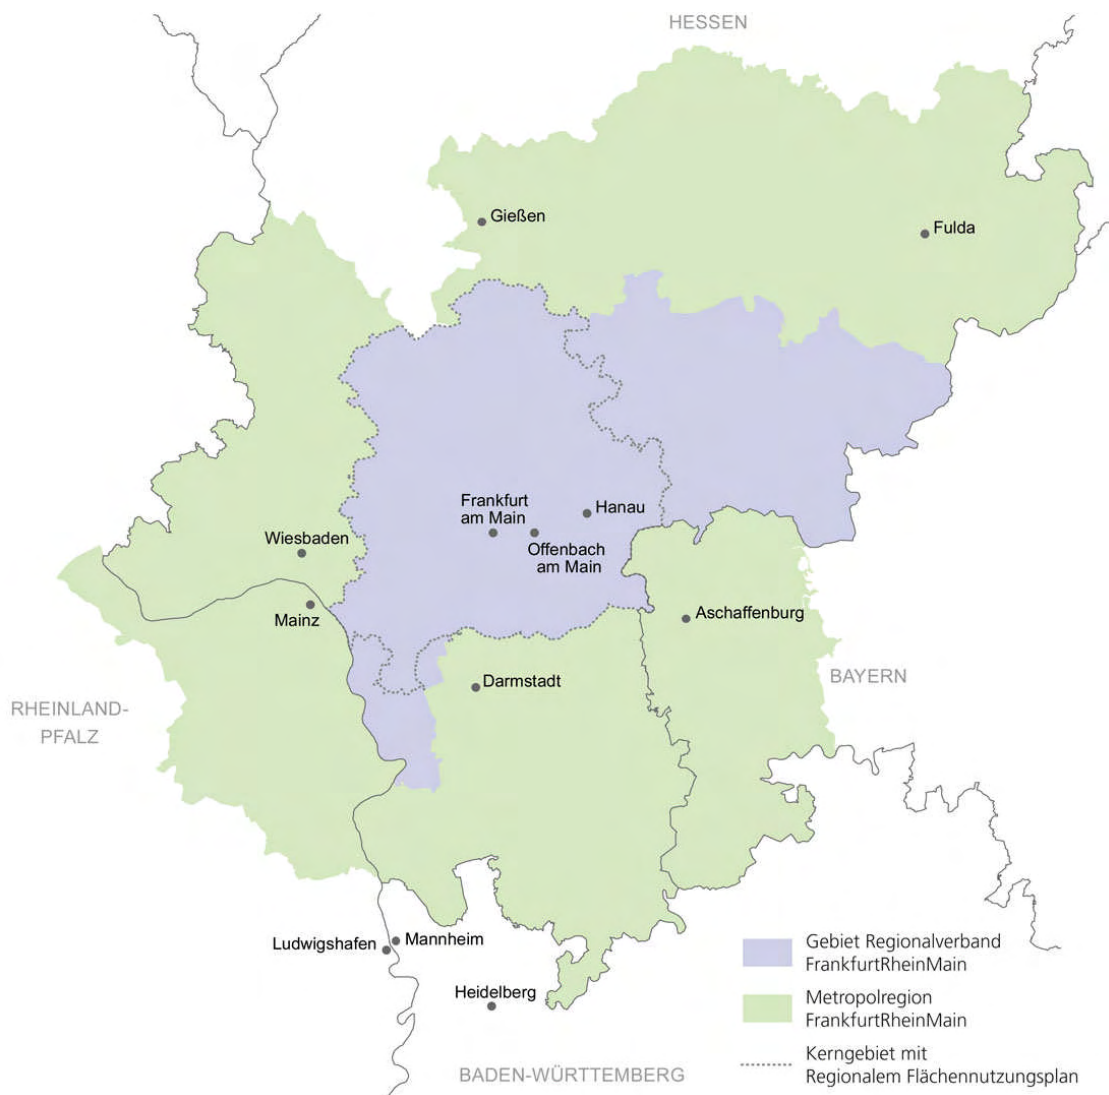 HESSEN
Gießen
Fulda
Frankfurt
am Main
Hanau
Offenbach
am Main
Wiesbaden
Mainz
Aschaffenburg
Darmstadt
BAYERN
RHEINLAND-
PFALZ
Ludwigshafen
Mannheim
Heidelberg
BADEN-WÜRTTEMBERG
Gebiet Regionalverband
FrankfurtRheinMain
Metropolregion
FrankfurtRheinMain
Kerngebiet mit
Regionalem Flächennutzungsplan